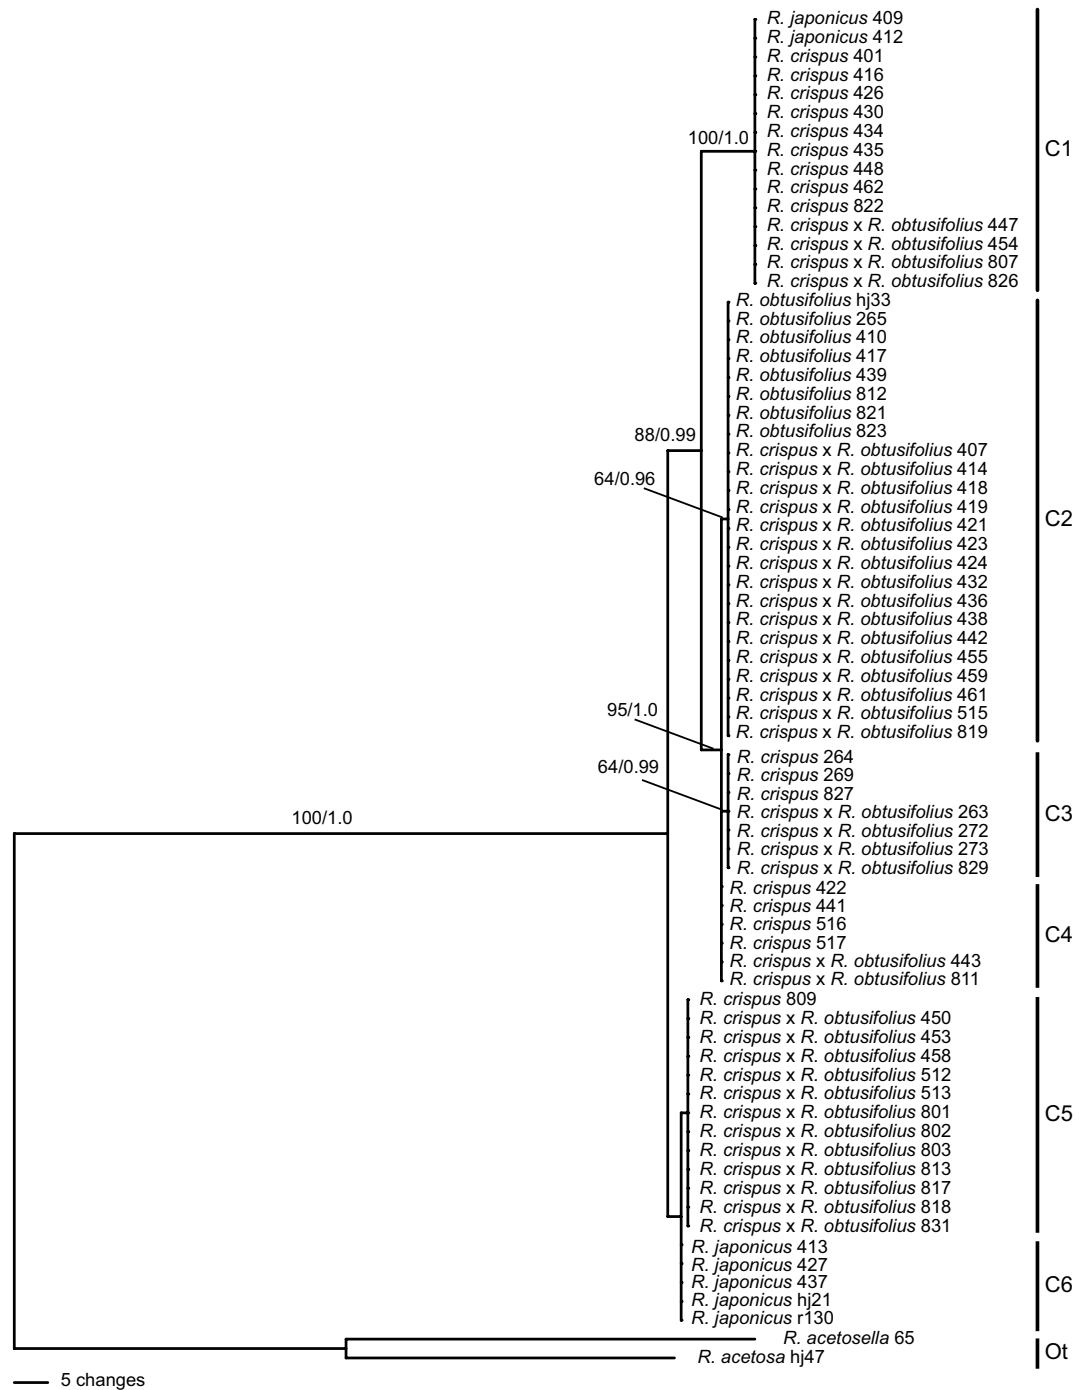 R. japonicus 409
R. japonicus 412
R. crispus 401
R. crispus 416
R. crispus 426
R. crispus 430
R. crispus 434
100/1.0
R. crispus 435
C1
R. crispus 448
R. crispus 462
R. crispus 822
R. crispus x R. obtusifolius 447
R. crispus x R. obtusifolius 454
R. crispus x R. obtusifolius 807
R. crispus x R. obtusifolius 826
R. obtusifolius hj33
R. obtusifolius 265
R. obtusifolius 410
R. obtusifolius 417
R. obtusifolius 439
R. obtusifolius 812
R. obtusifolius 821
R. obtusifolius 823
88/0.99
R. crispus x R. obtusifolius 407
R. crispus x R. obtusifolius 414
64/0.96
R. crispus x R. obtusifolius 418
R. crispus x R. obtusifolius 419
C2
R. crispus x R. obtusifolius 421
R. crispus x R. obtusifolius 423
R. crispus x R. obtusifolius 424
R. crispus x R. obtusifolius 432
R. crispus x R. obtusifolius 436
R. crispus x R. obtusifolius 438
R. crispus x R. obtusifolius 442
R. crispus x R. obtusifolius 455
R. crispus x R. obtusifolius 459
R. crispus x R. obtusifolius 461
95/1.0
R. crispus x R. obtusifolius 515
R. crispus x R. obtusifolius 819
R. crispus 264
64/0.99
R. crispus 269
R. crispus 827
R. crispus x R. obtusifolius 263
C3
100/1.0
R. crispus x R. obtusifolius 272
R. crispus x R. obtusifolius 273
R. crispus x R. obtusifolius 829
R. crispus 422
R. crispus 441
R. crispus 516
C4
R. crispus 517
R. crispus x R. obtusifolius 443
R. crispus x R. obtusifolius 811
R. crispus 809
R. crispus x R. obtusifolius 450
R. crispus x R. obtusifolius 453
R. crispus x R. obtusifolius 458
R. crispus x R. obtusifolius 512
R. crispus x R. obtusifolius 513
R. crispus x R. obtusifolius 801
C5
R. crispus x R. obtusifolius 802
R. crispus x R. obtusifolius 803
R. crispus x R. obtusifolius 813
R. crispus x R. obtusifolius 817
R. crispus x R. obtusifolius 818
R. crispus x R. obtusifolius 831
R. japonicus 413
R. japonicus 427
R. japonicus 437
C6
R. japonicus hj21
R. japonicus r130
R. acetosella 65
R. acetosa hj47
Ot
5 changes